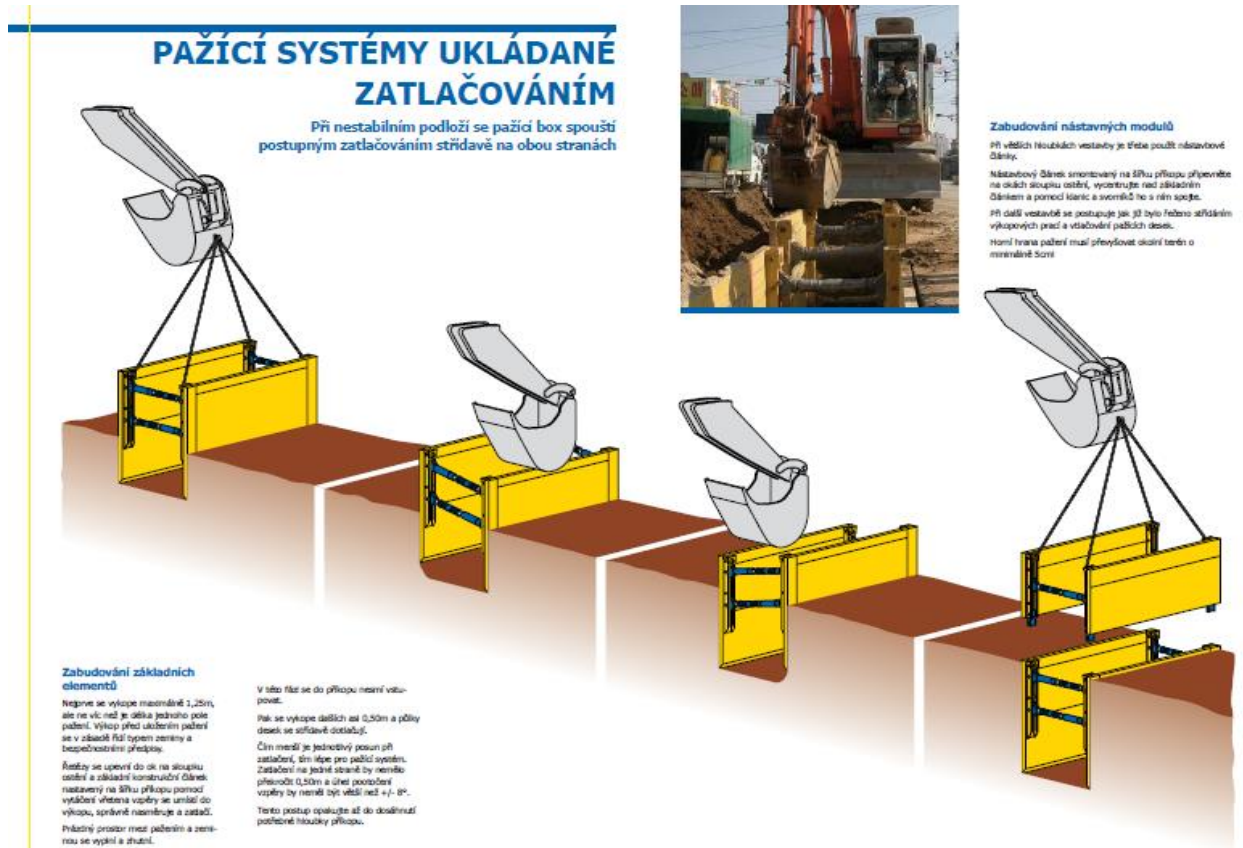 PAŽÍCÍ SYSTÉMY UKLÁDANÉ
ZATLAČOVÁNÍM
Při nestabilním podloží se pažící box spouští
postupným zatlačováním střídavě na obou stranách
Zabudování nástavných modulů
Při větších hloubkách vestavby je třeba použít nástavbové
články.
Nástavbový článek smontovaný na šířku příkopu připevněte
na okách sloupku ostění, vycentrujte nad základním
článkem a pomocí klanic a svorníků ho s ním spojte.
Při další vestavbě se postupuje jak již bylo řečeno střídáním
výkopových prací a vtlačování pažících desek.
Horní hrana pažení musí převyšovat okolní terén o
minimálně 5cm!
Zabudování základních
elementů
Nejprve se vykope maximálně 1,25m,
ale ne víc než je délka jednoho pole
pažení. Výkop před uložením pažení
se v zásadě řídí typem zeminy a
bezpečnostními předpisy.
Řetězy se upevní do ok na sloupku
ostění a základní konstrukční článek
nastavený na šířku příkopu pomocí
vytáčení vřetena vzpěry se umístí do
výkopu, správně nasměruje a zatlačí.
Prázdný prostor mezi pažením a zemi-
nou se vyplní a zhutní.
V této fázi se do příkopu nesmí vstu-
povat.
Pak se vykope dalších asi 0,50m a půlky
desek se střídavě dotlačují.
Čím menší je jednotlivý posun při
zatlačení, tím lépe pro pažící systém.
Zatlačení na jedné straně by nemělo
překročit 0,50m a úhel pootočení
vzpěry by neměl být větší než +/- 8°.
Tento postup opakujte až do dosáhnutí
potřebné hloubky příkopu.